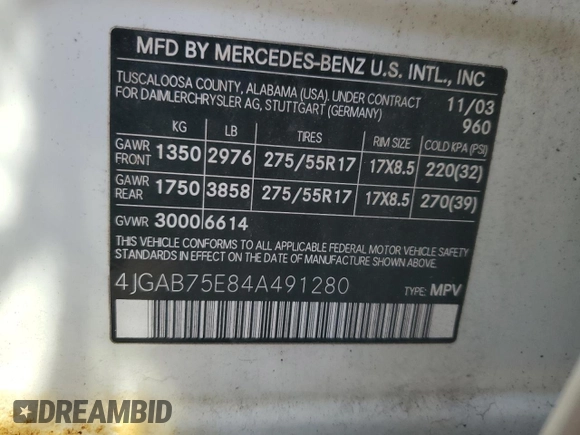 MFD BY MERCEDES-BENZ U.S. INTL., INC
TUSCALOOSA COUNTY, ALABAMA (USA). UNDER CONTRACT 11/03
FOR DAIMLERCHRYSLER AG, STUTTGART (GERMANY) 960
KG LB TIRES RIM SIZE COLD KPA (PSI)
GAWR FRONT 1350 2976 275/55R17 17X8.5 220(32)
GAWR REAR 1750 3858 275/55R17 17X8.5 270(39)
GVWR 3000 6614
THIS VEHICLE CONFORMS TO ALL APPLICABLE FEDERAL MOTOR VEHICLE SAFETY
STANDARDS IN EFFECT ON THE DATE OF MANUFACTURE SHOWN ABOVE.
4JGAB75E84A491280 TYPE: MPV
DREAMBID